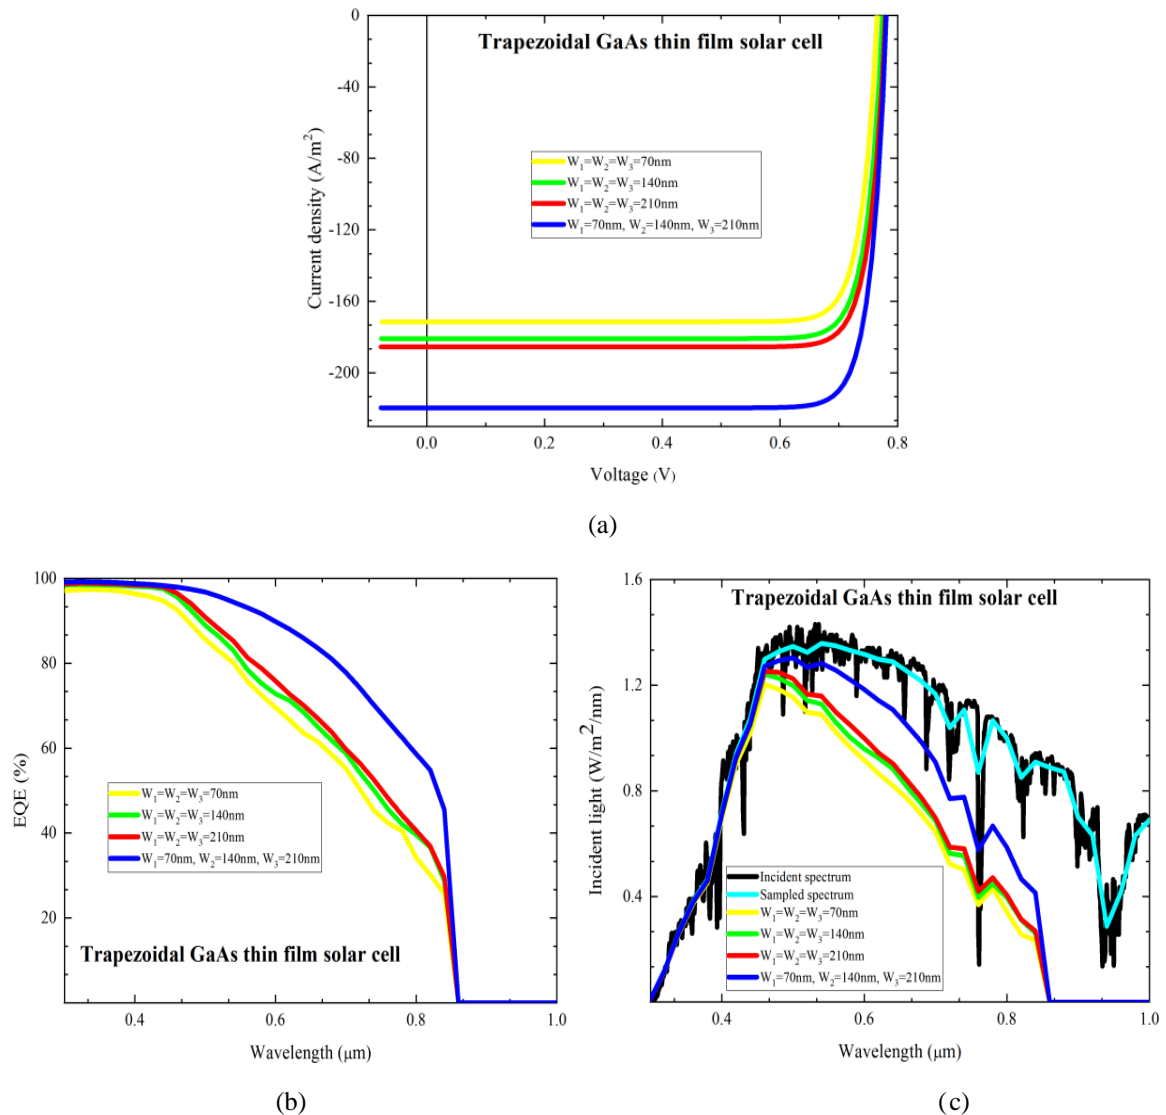 Trapezoidal GaAs thin film solar cell
0
-40
-80
-120
-160
-200
Current density (A/m²)
W₁=W₂=W₃=70nm
W₁=W₂=W₃=140nm
W₁=W₂=W₃=210nm
W₁=70nm, W₂=140nm, W₃=210nm
0.0 0.2 0.4 0.6 0.8
Voltage (V)
(a)
100
80
60
40
20
EQE (%)
W₁=W₂=W₃=70nm
W₁=W₂=W₃=140nm
W₁=W₂=W₃=210nm
W₁=70nm, W₂=140nm, W₃=210nm
Trapezoidal GaAs thin film solar cell
0.4 0.6 0.8 1.0
Wavelength (μm)
(b)
Trapezoidal GaAs thin film solar cell
1.6
1.2
0.8
0.4
Incident light (W/m²/nm)
Incident spectrum
Sampled spectrum
W₁=W₂=W₃=70nm
W₁=W₂=W₃=140nm
W₁=W₂=W₃=210nm
W₁=70nm, W₂=140nm, W₃=210nm
0.4 0.6 0.8 1.0
Wavelength (μm)
(c)